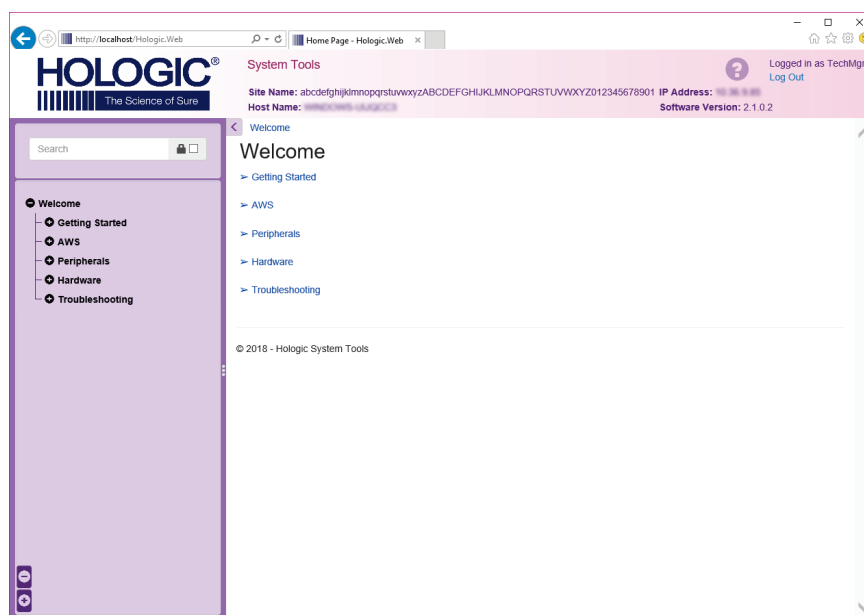 http://localhost/Hologic.Web
Home Page - Hologic.Web
HOLOGIC®
The Science of Sure
System Tools
Logged in as TechMgr
Log Out
Site Name: abcdefghijklmnopqrstuvwxyzABCDEFGHIJKLMNOPQRSTUVWXYZ012345678901 IP Address:
Host Name:
Software Version: 2.1.0.2
Search
Welcome
Getting Started
AWS
Peripherals
Hardware
Troubleshooting
Welcome
Welcome
➢ Getting Started
➢ AWS
➢ Peripherals
➢ Hardware
➢ Troubleshooting
© 2018 - Hologic System Tools